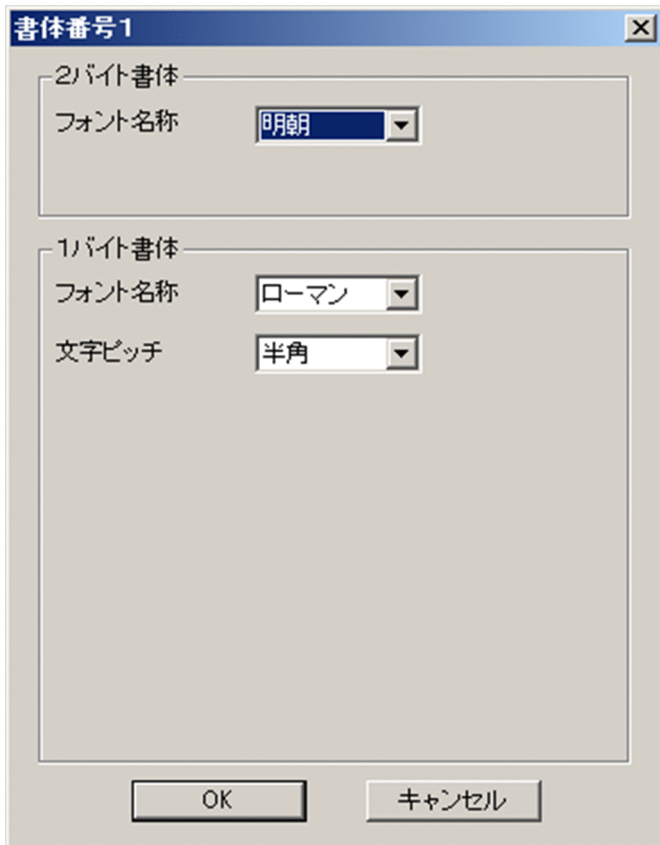 書体番号1
2バイト書体
フォント名称 明朝
1バイト書体
フォント名称 ローマン
文字ピッチ 半角
OK キャンセル